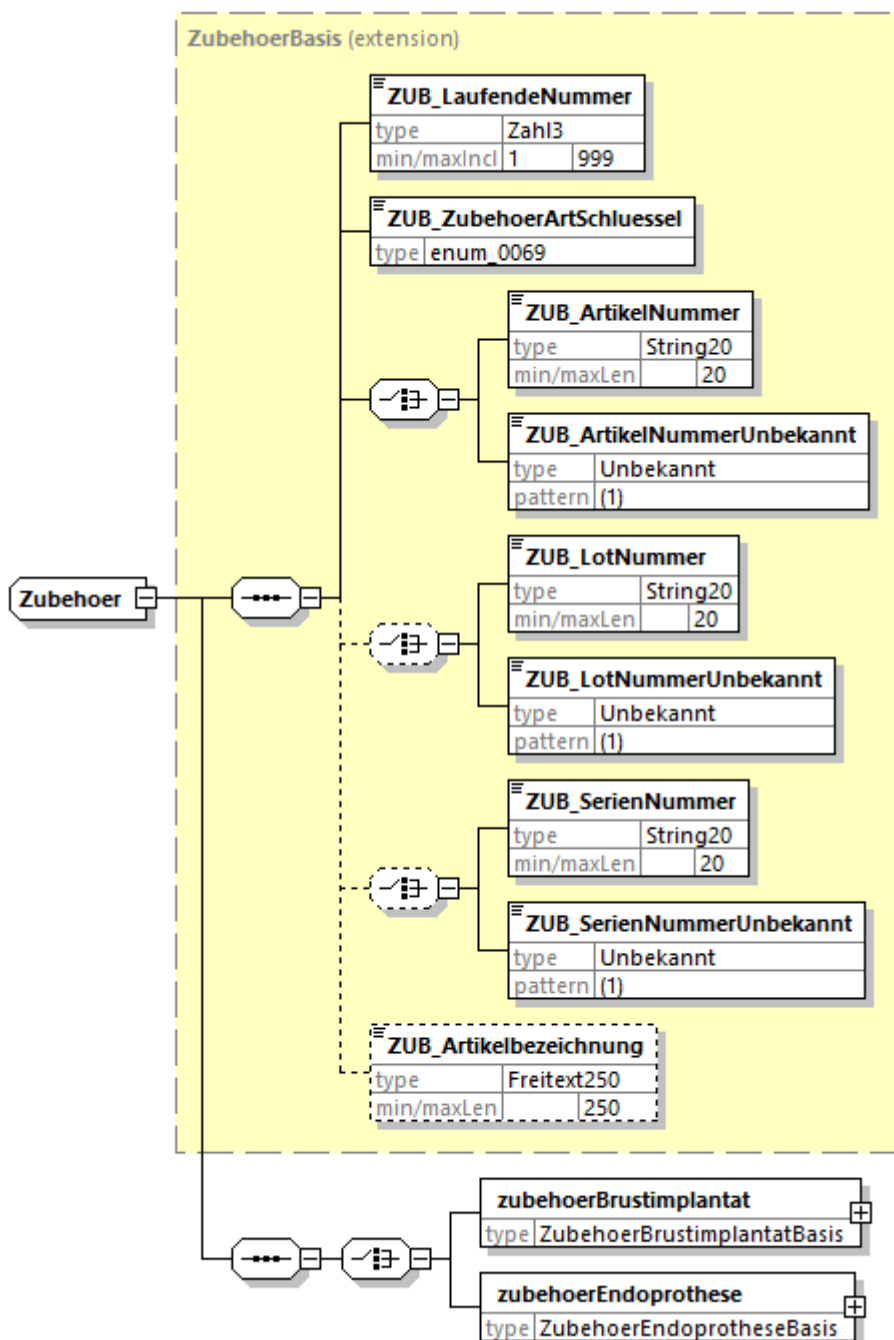 ZubehoerBasis (extension)
ZUB_LaufendeNummer
type Zahl3
min/maxIncl 1 999
ZUB_ZubehoerArtSchluessel
type enum_0069
ZUB_ArtikelNummer
type String20
min/maxLen 20
ZUB_ArtikelNummerUnbekannt
type Unbekannt
pattern (1)
ZUB_LotNummer
type String20
min/maxLen 20
Zubehoer
ZUB_LotNummerUnbekannt
type Unbekannt
pattern (1)
ZUB_SerienNummer
type String20
min/maxLen 20
ZUB_SerienNummerUnbekannt
type Unbekannt
pattern (1)
ZUB_Artikelbezeichnung
type Freitext250
min/maxLen 250
zubehoerBrustimplantat
type ZubehoerBrustimplantatBasis
zubehoerEndoprothese
type ZubehoerEndoprotheseBasis